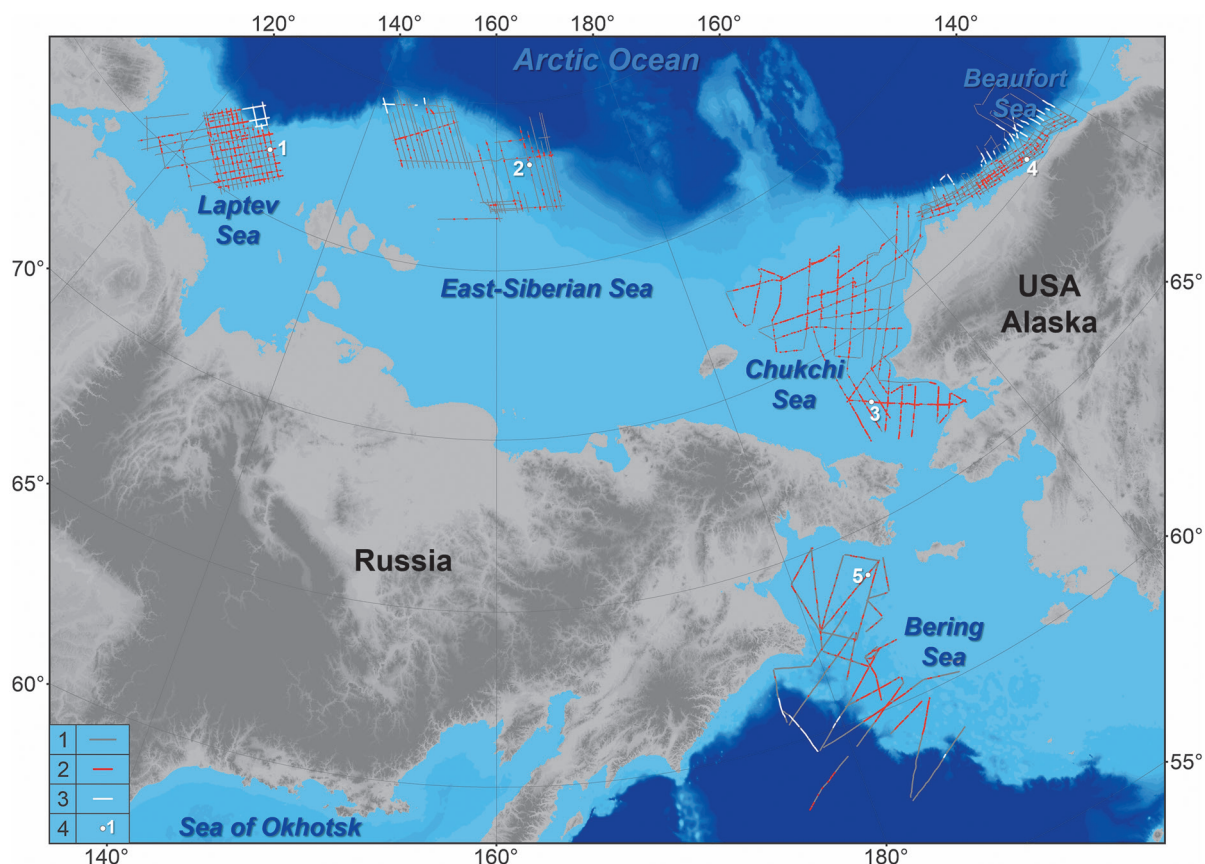 120° 140° 160° 180° 160° 160° 140°
Arctic Ocean
Beaufort
Sea
1
2
4
Laptev
Sea
70°
East-Siberian Sea
65°
USA
Alaska
Chukchi
Sea
3
65°
60°
Russia
5
Bering
Sea
60°
1
2
3
4 1
55°
Sea of Okhotsk
140° 160° 180°